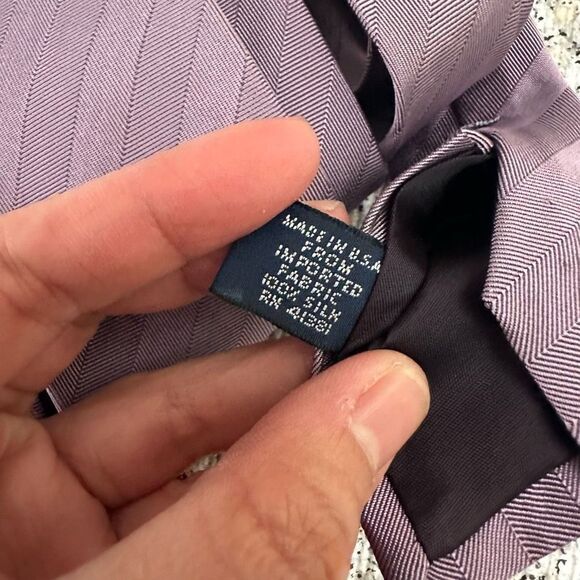 MADE IN U.S.A
FROM
IMPORTED
FABRIC
100% SILK
RN 41381